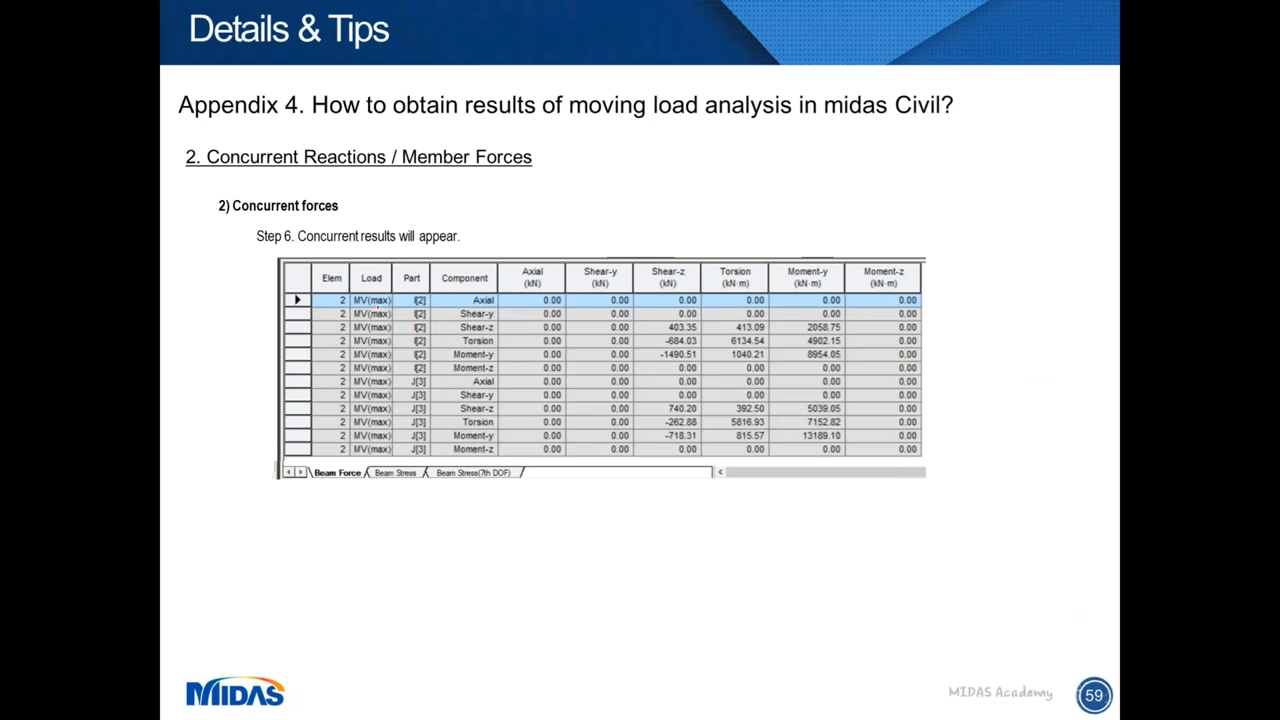 Details & Tips
Appendix 4. How to obtain results of moving load analysis in midas Civil?
2. Concurrent Reactions / Member Forces
2) Concurrent forces
Step 6. Concurrent results will appear.
Elem Load Part Component Axial (kN) Shear-y (kN) Shear-z (kN) Torsion (kN·m) Moment-y (kN·m) Moment-z (kN·m)
2 MV(max) I[2] Axial 0.00 0.00 0.00 0.00 0.00 0.00
2 MV(max) I[2] Shear-y 0.00 0.00 0.00 0.00 0.00 0.00
2 MV(max) I[2] Shear-z 0.00 0.00 403.35 413.09 2058.75 0.00
2 MV(max) I[2] Torsion 0.00 0.00 -684.03 6134.54 4902.15 0.00
2 MV(max) I[2] Moment-y 0.00 0.00 -1490.51 1040.21 8954.05 0.00
2 MV(max) I[2] Moment-z 0.00 0.00 0.00 0.00 0.00 0.00
2 MV(max) J[3] Axial 0.00 0.00 0.00 0.00 0.00 0.00
2 MV(max) J[3] Shear-y 0.00 0.00 0.00 0.00 0.00 0.00
2 MV(max) J[3] Shear-z 0.00 0.00 740.20 392.50 5039.05 0.00
2 MV(max) J[3] Torsion 0.00 0.00 -262.88 5816.93 7152.82 0.00
2 MV(max) J[3] Moment-y 0.00 0.00 -718.31 815.57 13189.10 0.00
2 MV(max) J[3] Moment-z 0.00 0.00 0.00 0.00 0.00 0.00
Beam Force Beam Stress Beam Stress(7th DOF)
MIDAS
MIDAS Academy
59